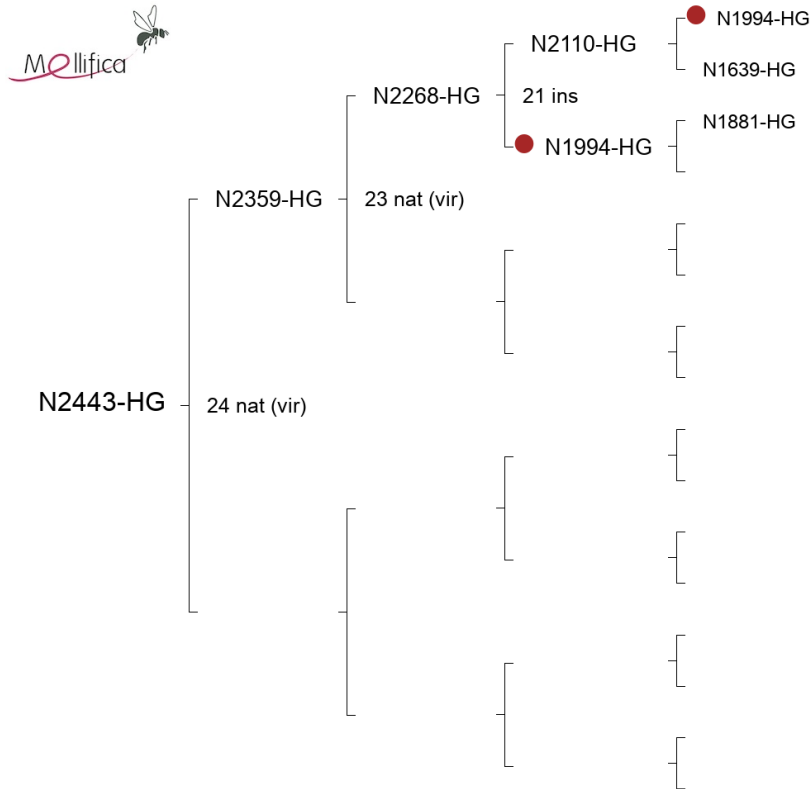 Mellifica
N1994-HG
N2110-HG
N1639-HG
N2268-HG
21 ins
N1881-HG
N1994-HG
N2359-HG
23 nat (vir)
N2443-HG
24 nat (vir)